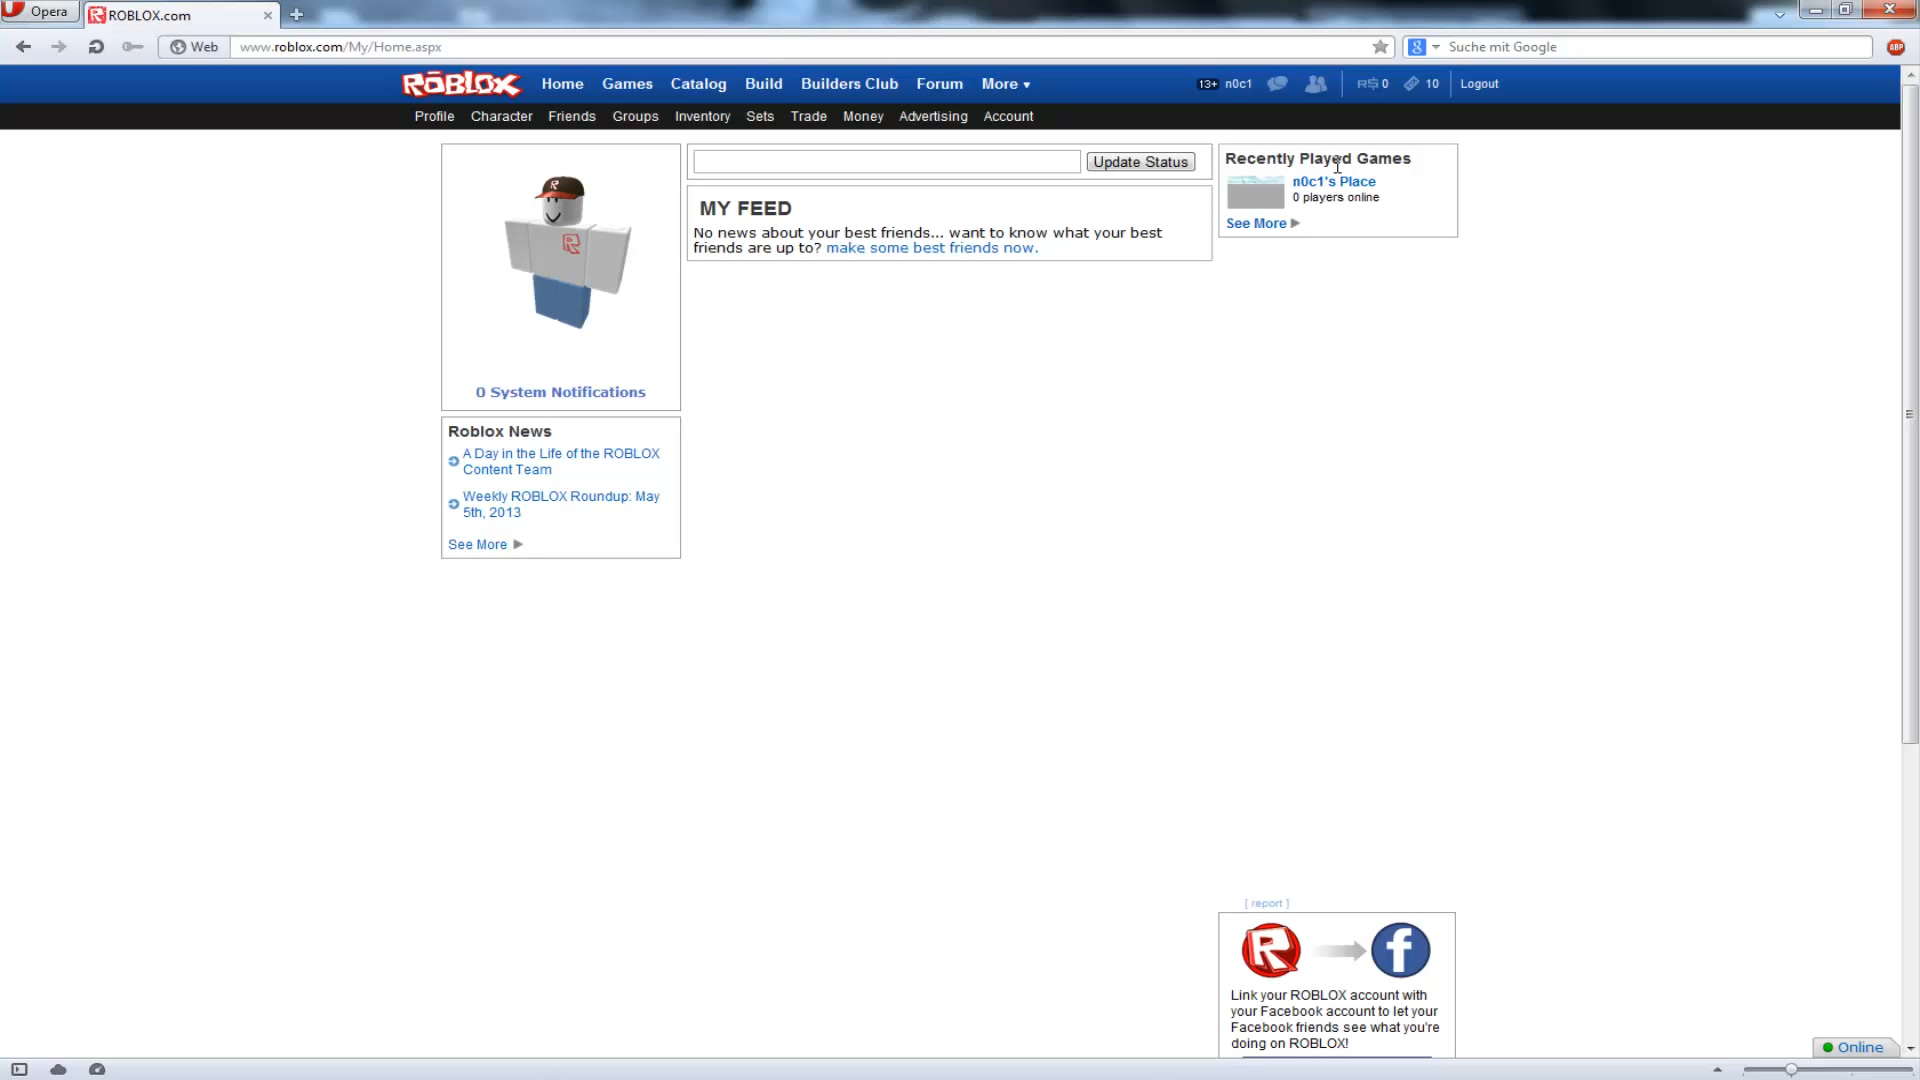 Opera
ROBLOX.com
Web
www.roblox.com/My/Home.aspx
Suche mit Google
ABP
ROBLOX
Home Games Catalog Build Builders Club Forum More
13+ n0c1 R$ 0 10 Logout
Profile Character Friends Groups Inventory Sets Trade Money Advertising Account
R
R
0 System Notifications
Roblox News
A Day in the Life of the ROBLOX
Content Team
Weekly ROBLOX Roundup: May
5th, 2013
See More
Update Status
MY FEED
No news about your best friends... want to know what your best
friends are up to? make some best friends now.
Recently Played Games
n0c1's Place
0 players online
See More
[ report ]
R f
Link your ROBLOX account with
your Facebook account to let your
Facebook friends see what you're
doing on ROBLOX!
Online